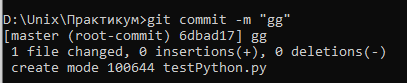 D:\Unix\Практикум>git commit -m "gg"
[master (root-commit) 6dbad17] gg
1 file changed, 0 insertions(+), 0 deletions(-)
create mode 100644 testPython.py